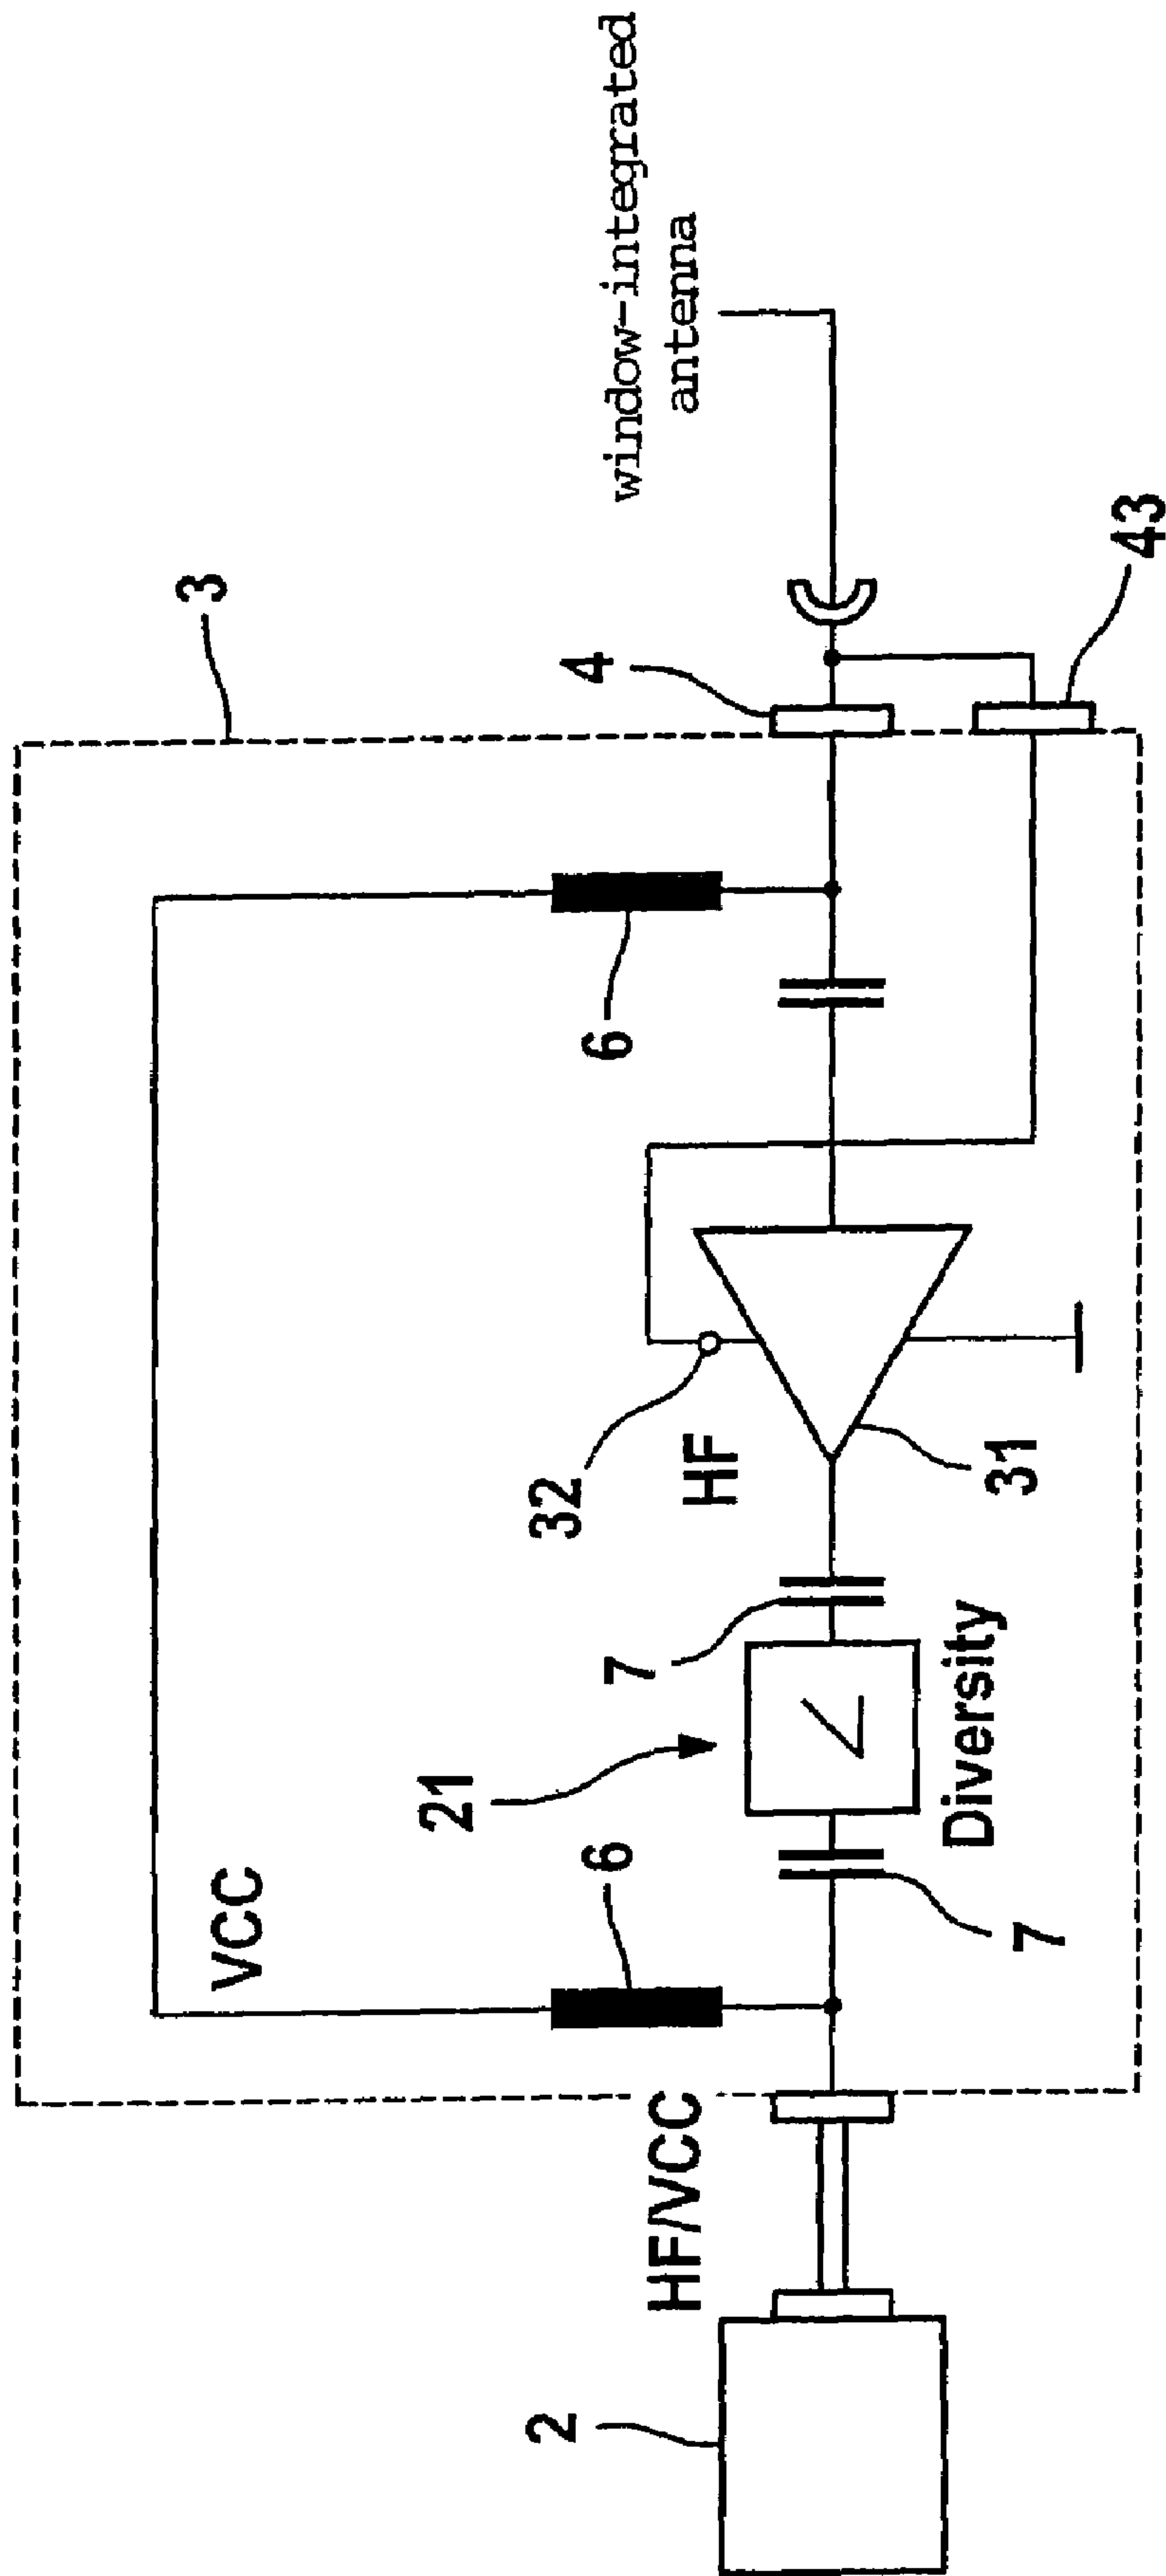 3
VCC
window-integrated
antenna
6
4
6
21
7
32
HF
HF/VCC
2
7
Diversity
31
43